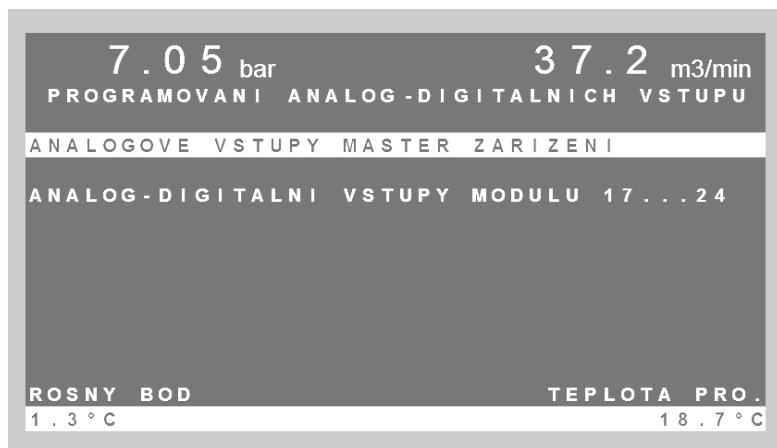 7.05 bar 37.2 m3/min
PROGRAMOVANI ANALOG-DIGITALNICH VSTUPU
ANALOGOVE VSTUPY MASTER ZARIZENI
ANALOG-DIGITALNI VSTUPY MODULU 17...24
ROSNY BOD TEPLOTA PRO.
1.3°C 18.7°C